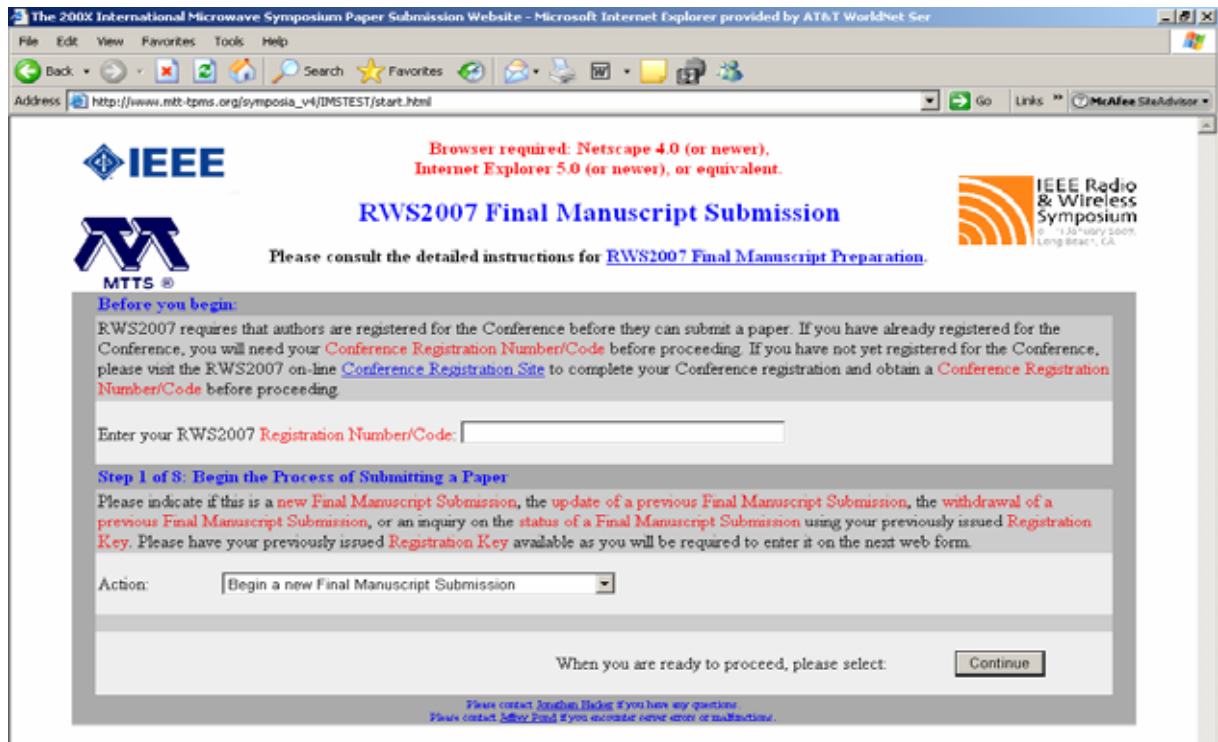 The 200X International Microwave Symposium Paper Submission Website - Microsoft Internet Explorer provided by AT&T WorldNet Ser
File Edit View Favorites Tools Help
Back Search Favorites
Address http://www.mtt-tpms.org/symposia_v4/IMSTEST/start.html Go Links » McAfee SiteAdvisor
IEEE
Browser required: Netscape 4.0 (or newer),
Internet Explorer 5.0 (or newer), or equivalent.
RWS2007 Final Manuscript Submission
IEEE Radio
& Wireless
Symposium
January 2007,
Long Beach, CA.
MTTS ®
Please consult the detailed instructions for RWS2007 Final Manuscript Preparation.
Before you begin:
RWS2007 requires that authors are registered for the Conference before they can submit a paper. If you have already registered for the
Conference, you will need your Conference Registration Number/Code before proceeding. If you have not yet registered for the Conference,
please visit the RWS2007 on-line Conference Registration Site to complete your Conference registration and obtain a Conference Registration
Number/Code before proceeding.
Enter your RWS2007 Registration Number/Code:
Step 1 of 8: Begin the Process of Submitting a Paper
Please indicate if this is a new Final Manuscript Submission, the update of a previous Final Manuscript Submission, the withdrawal of a
previous Final Manuscript Submission, or an inquiry on the status of a Final Manuscript Submission using your previously issued Registration
Key. Please have your previously issued Registration Key available as you will be required to enter it on the next web form.
Action: Begin a new Final Manuscript Submission
When you are ready to proceed, please select: Continue
Please contact Jonathan Hacker if you have any questions.
Please contact Jeffrey Pond if you encounter server errors or malfunctions.